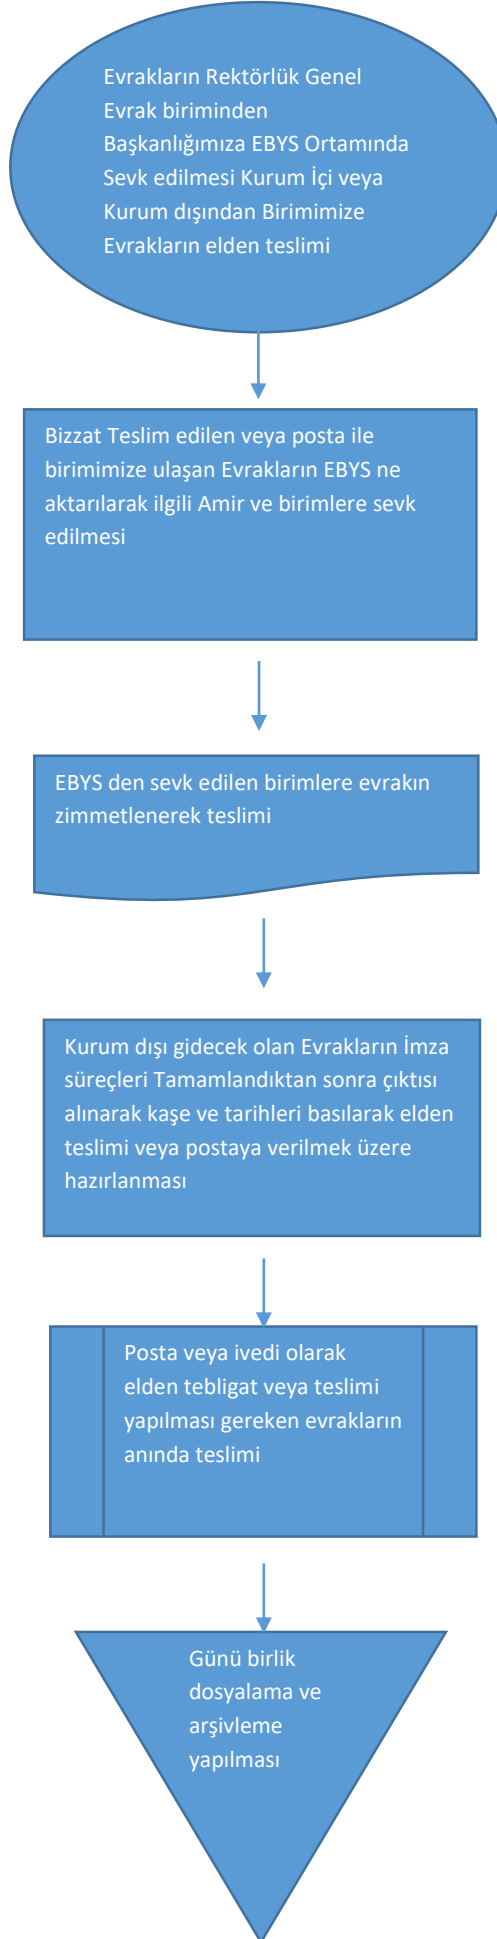 Evrakların Rektörlük Genel
Evrak biriminden
Başkanlığımıza EBYS Ortamında
Sevk edilmesi Kurum İçi veya
Kurum dışından Birimimize
Evrakların elden teslimi
Bizzat Teslim edilen veya posta ile
birimimize ulaşan Evrakların EBYS ne
aktarılarak ilgili Amir ve birimlere sevk
edilmesi
EBYS den sevk edilen birimlere evrakın
zimmetlenerek teslimi
Kurum dışı gidecek olan Evrakların İmza
süreçleri Tamamlandıktan sonra çıktısı
alınarak kaşe ve tarihleri basılarak elden
teslimi veya postaya verilmek üzere
hazırlanması
Posta veya ivedi olarak
elden tebligat veya teslimi
yapılması gereken evrakların
anında teslimi
Günü birlik
dosyalama ve
arşivleme
yapılması